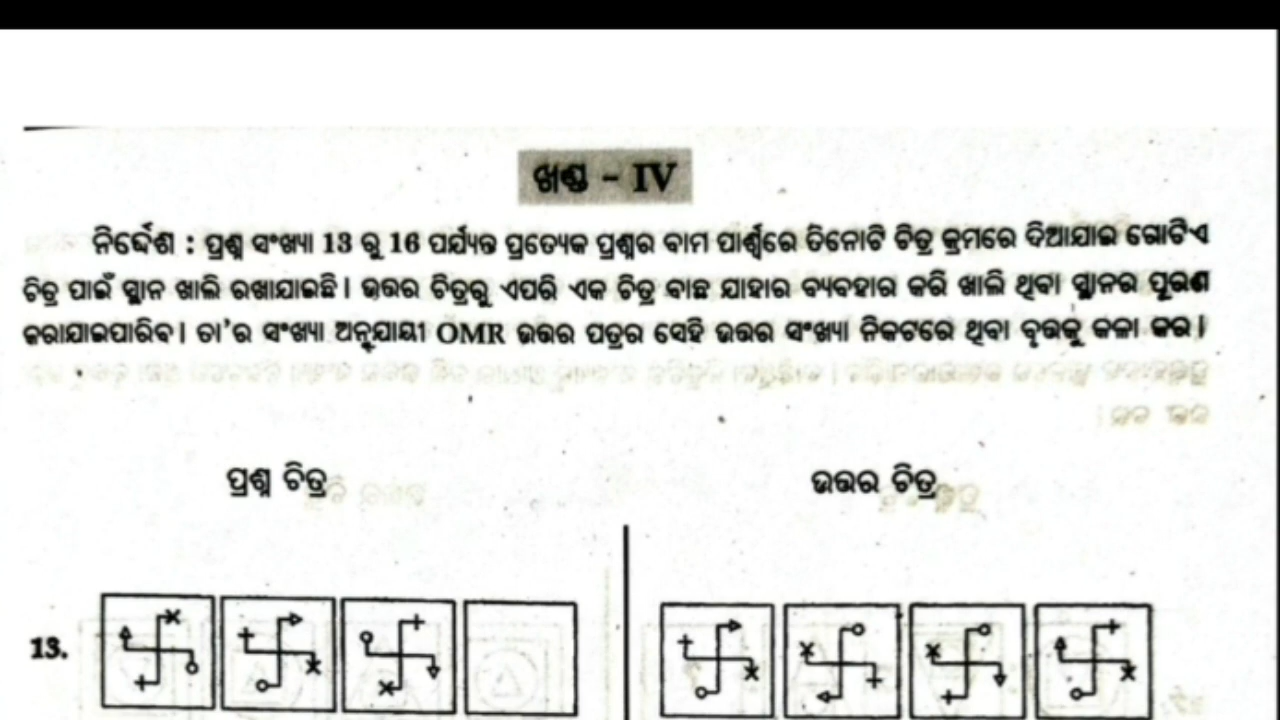 ଖଣ୍ଡ – IV
ନିର୍ଦ୍ଦେଶ : ପ୍ରଶ୍ନ ସଂଖ୍ୟା 13 ରୁ 16 ପର୍ଯ୍ୟନ୍ତ ପ୍ରତ୍ୟେକ ପ୍ରଶ୍ନର ବାମ ପାର୍ଶ୍ୱରେ ତିନୋଟି ଚିତ୍ର କ୍ରମରେ ଦିଆଯାଇ ଗୋଟିଏ
ଚିତ୍ର ପାଇଁ ସ୍ଥାନ ଖାଲି ରଖାଯାଇଛି । ଉତ୍ତର ଚିତ୍ରରୁ ଏପରି ଏକ ଚିତ୍ର ବାଛ ଯାହାର ବ୍ୟବହାର କରି ଖାଲି ଥିବା ସ୍ଥାନର ପୂରଣ
କରାଯାଇପାରିବ । ତା'ର ସଂଖ୍ୟା ଅନୁଯାୟୀ OMR ଉତ୍ତର ପତ୍ରର ସେହି ଉତ୍ତର ସଂଖ୍ୟା ନିକଟରେ ଥିବା ବୃତ୍ତକୁ କଳା କର ।
ପ୍ରଶ୍ନ ଚିତ୍ର ଉତ୍ତର ଚିତ୍ର
13.